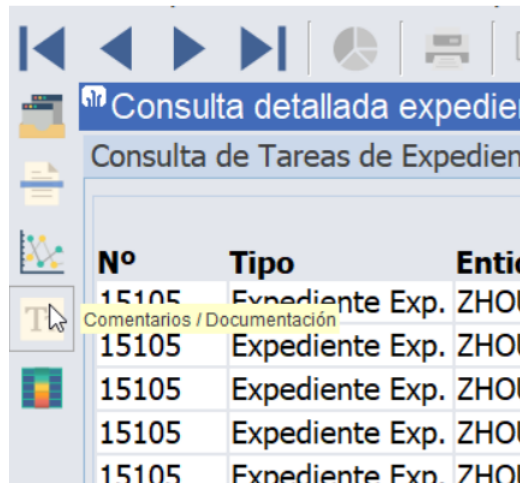 Consulta detallada expedie
Consulta de Tareas de Expedien
Nº Tipo Entid
15105 Expediente Exp. ZHOU
Comentarios / Documentación
15105 Expediente Exp. ZHOU
15105 Expediente Exp. ZHOU
15105 Expediente Exp. ZHOU
15105 Expediente Exp. ZHOU